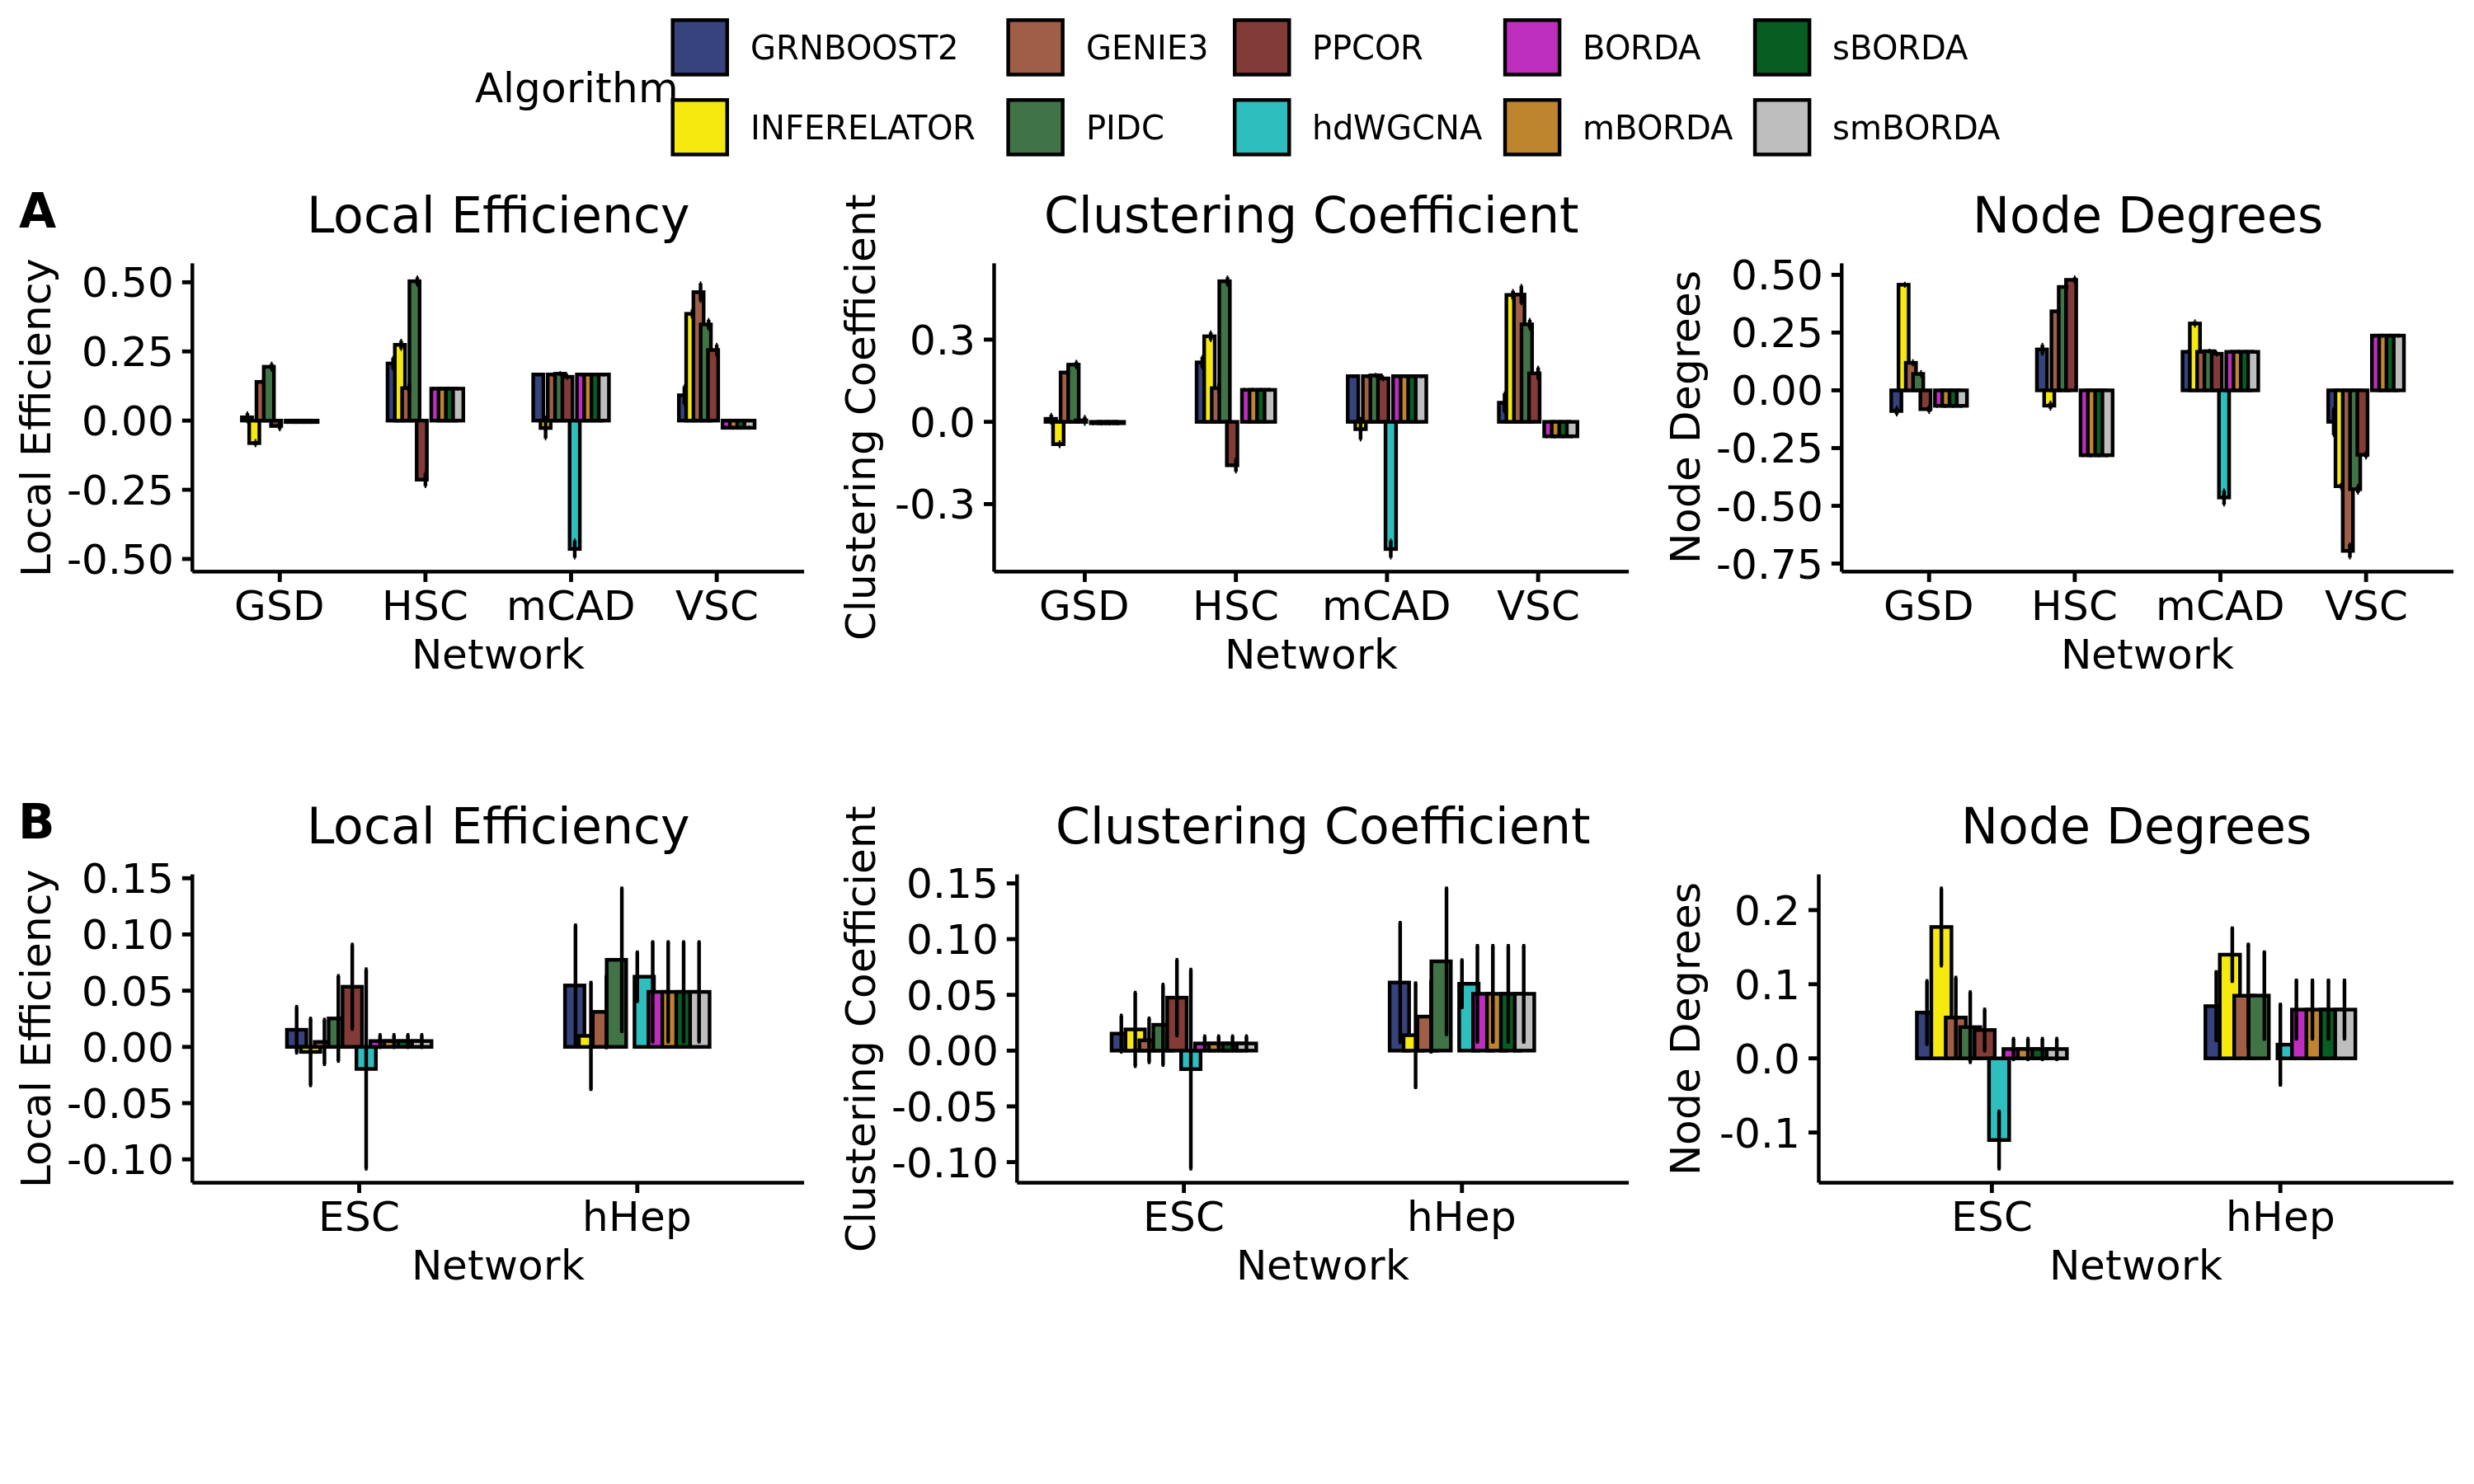 Algorithm
GRNBOOST2 GENIE3 PPCOR BORDA sBORDA
INFERELATOR PIDC hdWGCNA mBORDA smBORDA
A
Local Efficiency
Local Efficiency
0.50
0.25
0.00
-0.25
-0.50
GSD HSC mCAD VSC
Network
Clustering Coefficient
Clustering Coefficient
0.3
0.0
-0.3
GSD HSC mCAD VSC
Network
Node Degrees
Node Degrees
0.50
0.25
0.00
-0.25
-0.50
-0.75
GSD HSC mCAD VSC
Network
B
Local Efficiency
Local Efficiency
0.15
0.10
0.05
0.00
-0.05
-0.10
ESC hHep
Network
Clustering Coefficient
Clustering Coefficient
0.15
0.10
0.05
0.00
-0.05
-0.10
ESC hHep
Network
Node Degrees
Node Degrees
0.2
0.1
0.0
-0.1
ESC hHep
Network